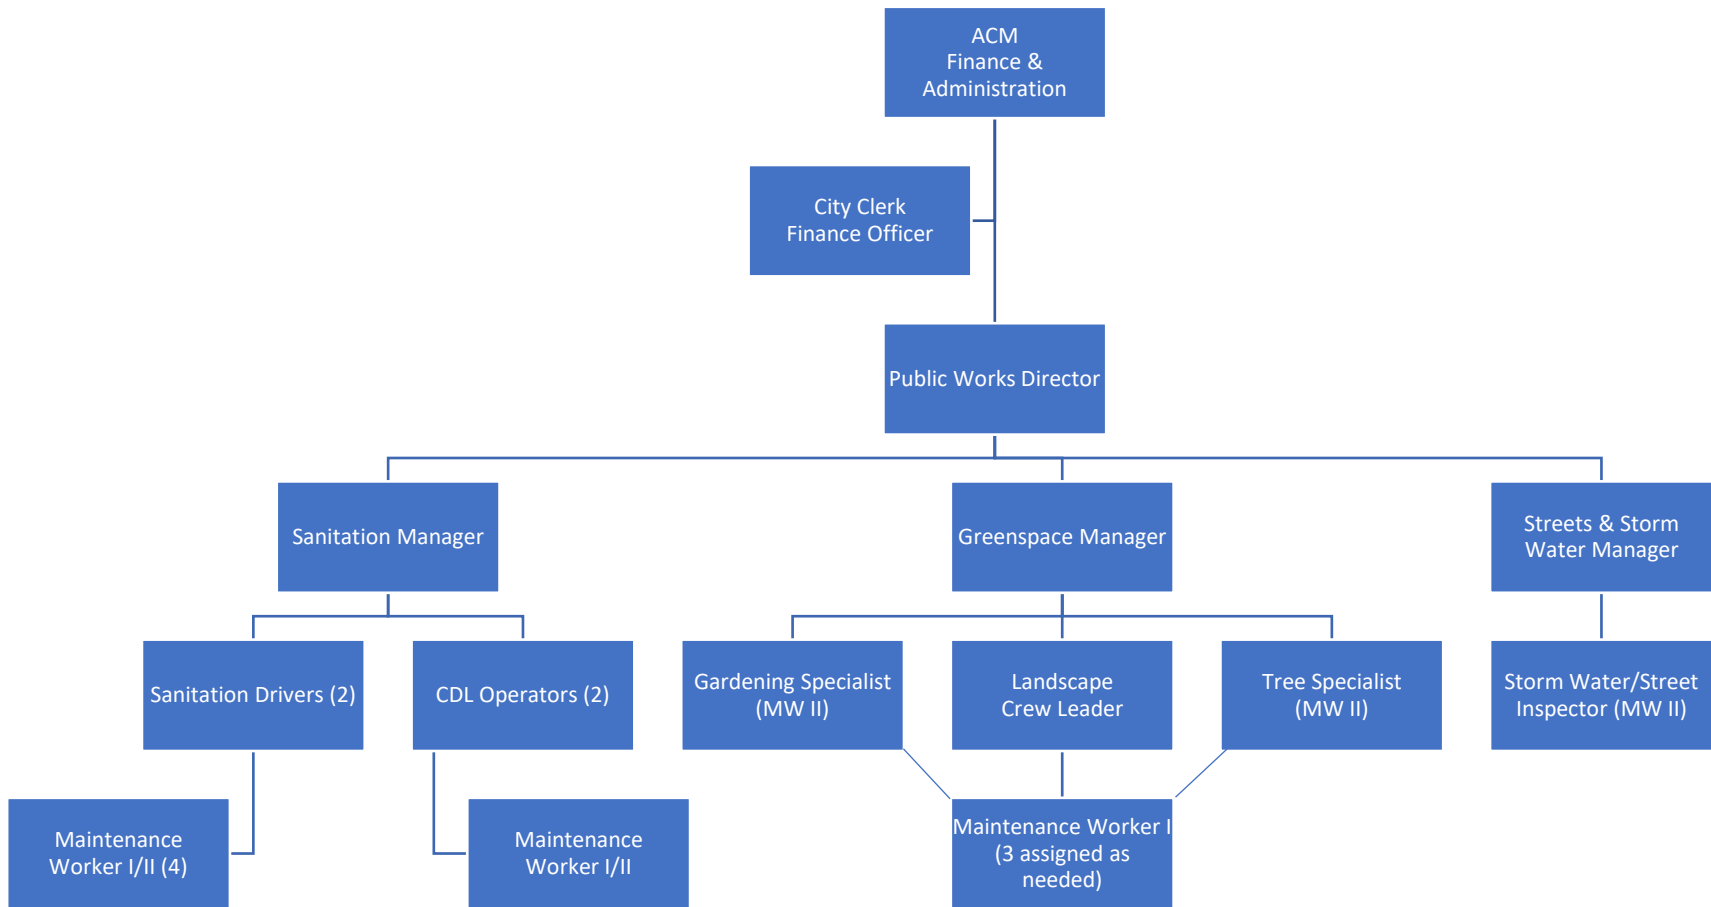 ACM
Finance &
Administration
City Clerk
Finance Officer
Public Works Director
Sanitation Manager
Greenspace Manager
Streets & Storm
Water Manager
Sanitation Drivers (2)
CDL Operators (2)
Gardening Specialist
(MW II)
Landscape
Crew Leader
Tree Specialist
(MW II)
Storm Water/Street
Inspector (MW II)
Maintenance
Worker I/II (4)
Maintenance
Worker I/II
Maintenance Worker I
(3 assigned as
needed)